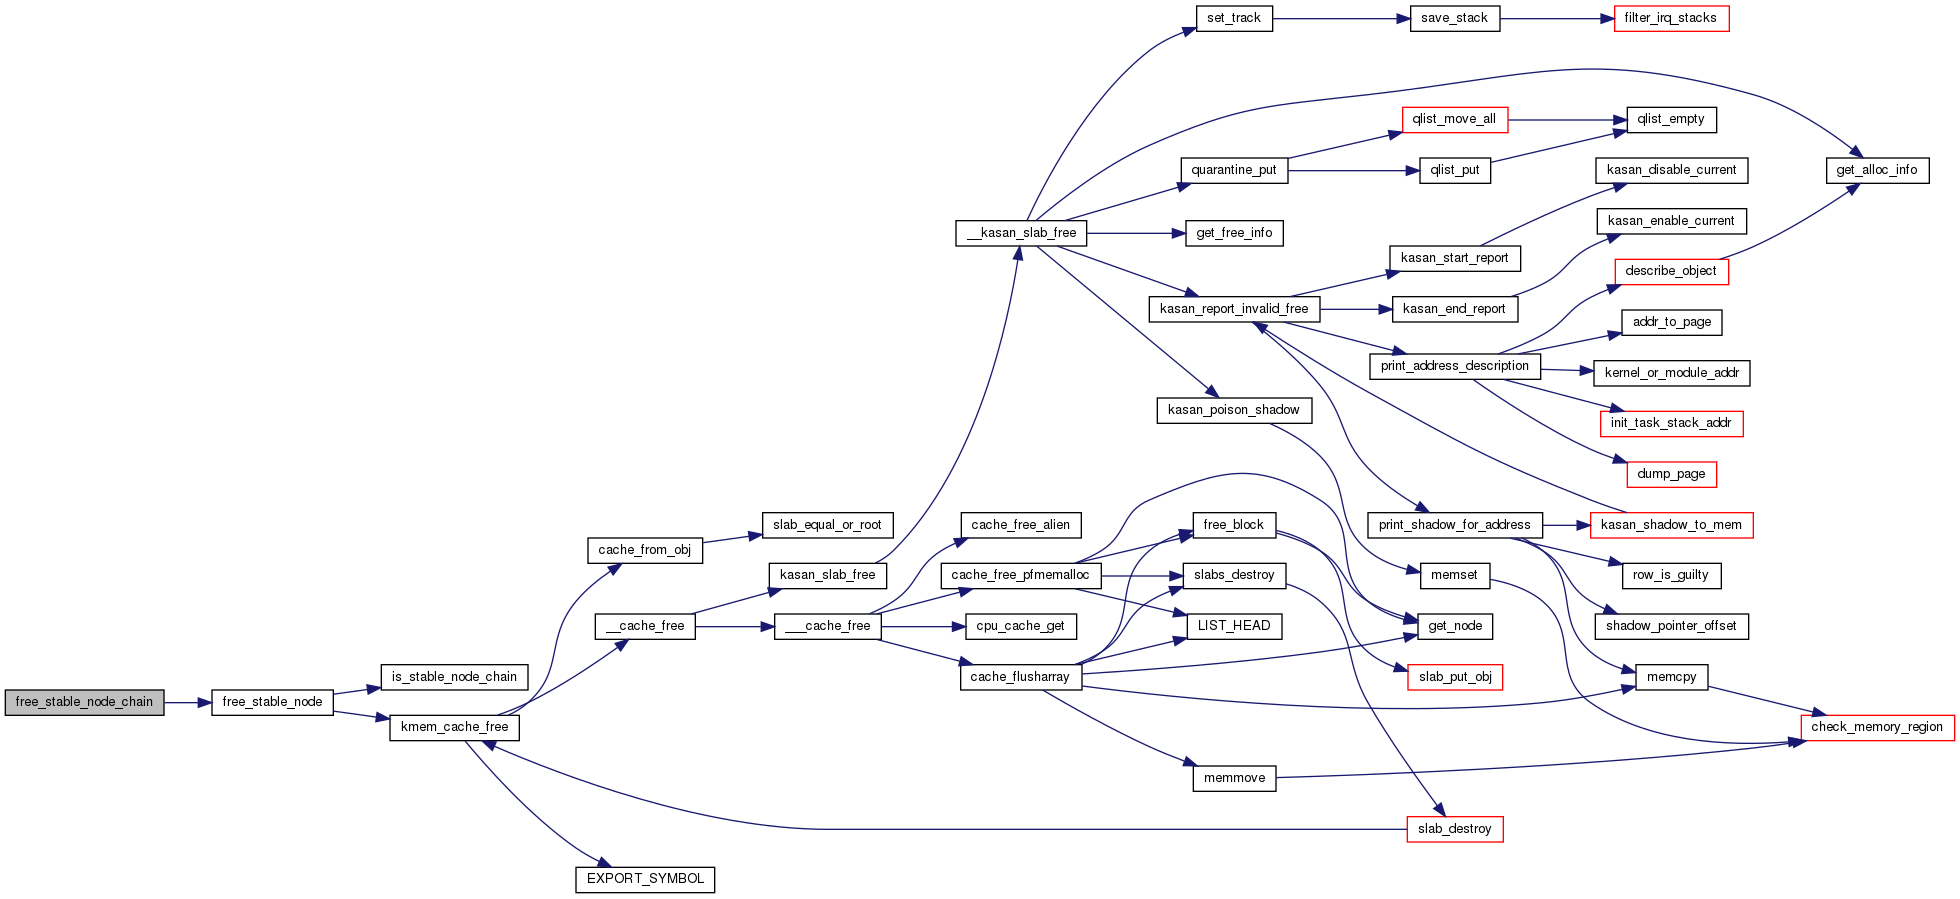 set_track
save_stack
filter_irq_stacks
qlist_move_all
qlist_empty
quarantine_put
qlist_put
kasan_disable_current
get_alloc_info
kasan_enable_current
__kasan_slab_free
get_free_info
kasan_start_report
describe_object
kasan_report_invalid_free
kasan_end_report
addr_to_page
print_address_description
kernel_or_module_addr
kasan_poison_shadow
init_task_stack_addr
dump_page
slab_equal_or_root
cache_free_alien
free_block
print_shadow_for_address
kasan_shadow_to_mem
cache_from_obj
kasan_slab_free
cache_free_pfmemalloc
slabs_destroy
memset
row_is_guilty
__cache_free
___cache_free
cpu_cache_get
LIST_HEAD
get_node
shadow_pointer_offset
is_stable_node_chain
cache_flusharray
slab_put_obj
memcpy
free_stable_node_chain
free_stable_node
kmem_cache_free
check_memory_region
memmove
slab_destroy
EXPORT_SYMBOL